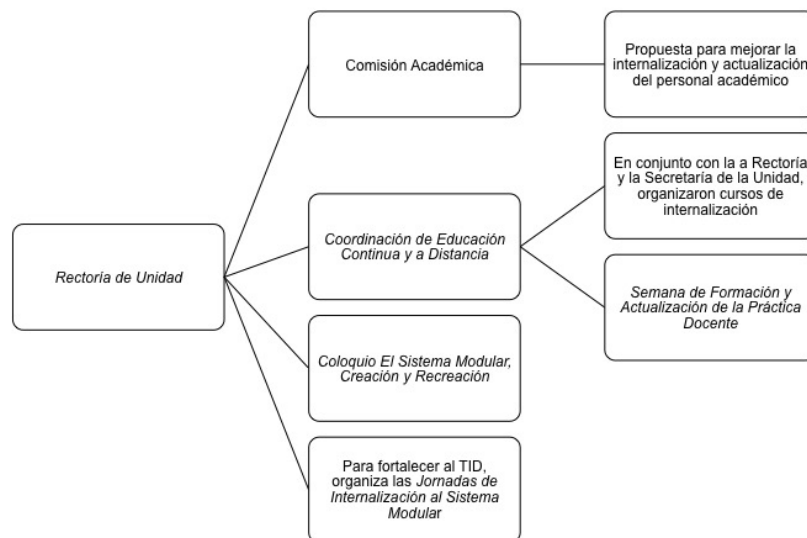 Rectoría de Unidad
Comisión Académica
Propuesta para mejorar la
internalización y actualización
del personal académico
Coordinación de Educación
Continua y a Distancia
En conjunto con la a Rectoría
y la Secretaría de la Unidad,
organizaron cursos de
internalización
Semana de Formación y
Actualización de la Práctica
Docente
Coloquio El Sistema Modular,
Creación y Recreación
Para fortalecer al TID,
organiza las Jornadas de
Internalización al Sistema
Modular